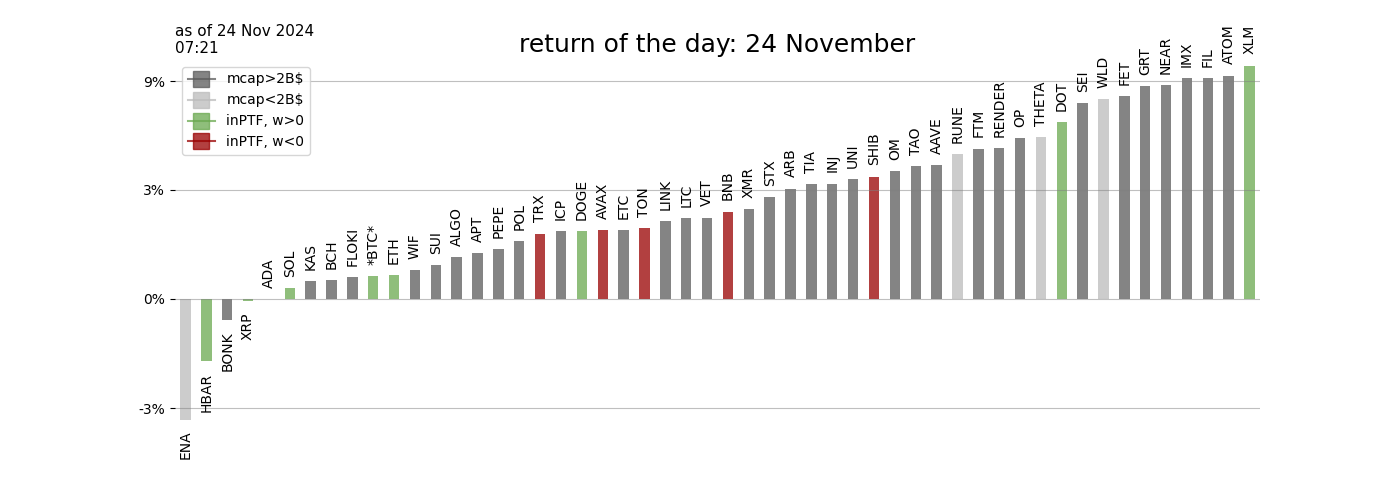 as of 24 Nov 2024
07:21
return of the day: 24 November
mcap>2B$
mcap<2B$
inPTF, w>0
inPTF, w<0
9%
3%
0%
-3%
ENA
HBAR
BONK
XRP
ADA
SOL
KAS
BCH
FLOKI
*BTC*
ETH
WIF
SUI
ALGO
APT
PEPE
POL
TRX
ICP
DOGE
AVAX
ETC
TON
LINK
LTC
VET
BNB
XMR
STX
ARB
TIA
INJ
UNI
SHIB
OM
TAO
AAVE
RUNE
FTM
RENDER
OP
THETA
DOT
SEI
WLD
FET
GRT
NEAR
IMX
FIL
ATOM
XLM